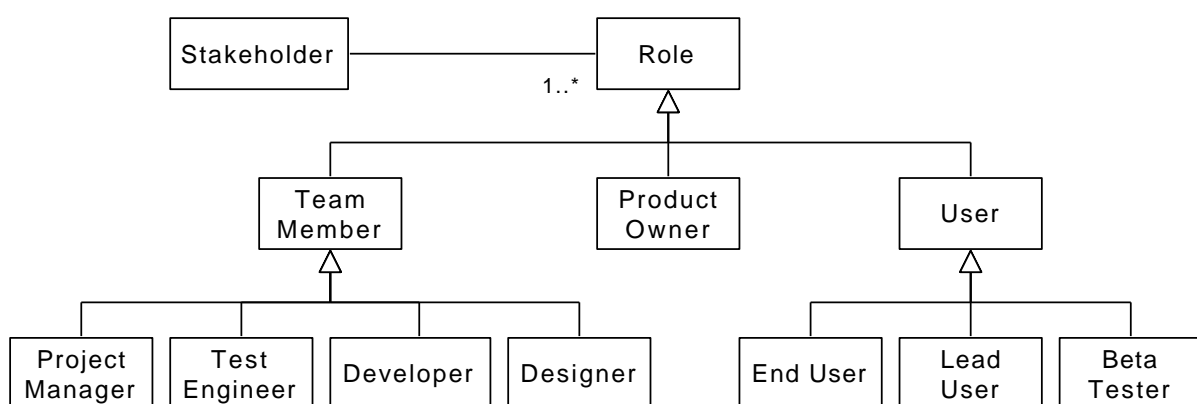 Stakeholder
Role
1..*
Team
Member
Product
Owner
User
Project
Manager
Test
Engineer
Developer
Designer
End User
Lead
User
Beta
Tester